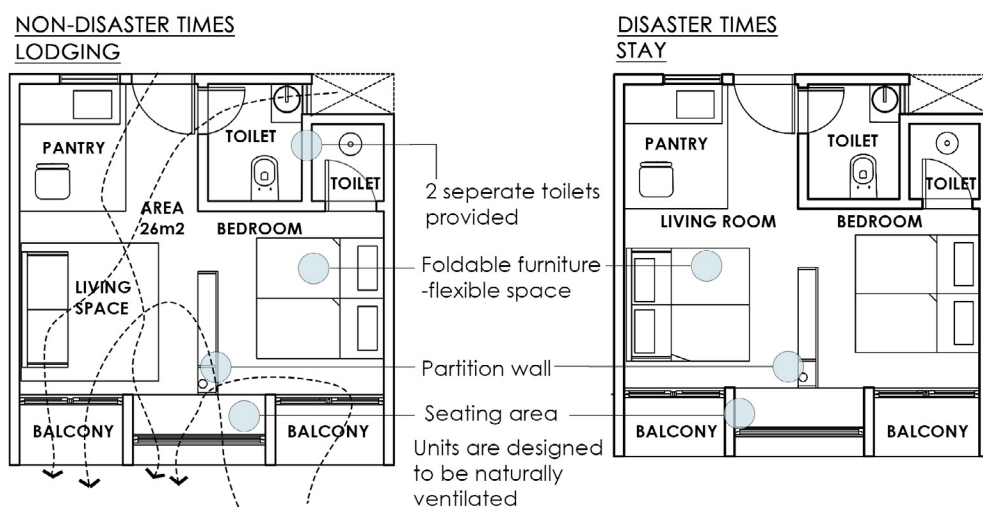 NON-DISASTER TIMES
LODGING
DISASTER TIMES
STAY
PANTRY
TOILET
TOILET
AREA
26m2
BEDROOM
LIVING
SPACE
BALCONY
BALCONY
2 seperate toilets
provided
Foldable furniture
-flexible space
Partition wall
Seating area
Units are designed
to be naturally
ventilated
PANTRY
TOILET
TOILET
LIVING ROOM
BEDROOM
BALCONY
BALCONY